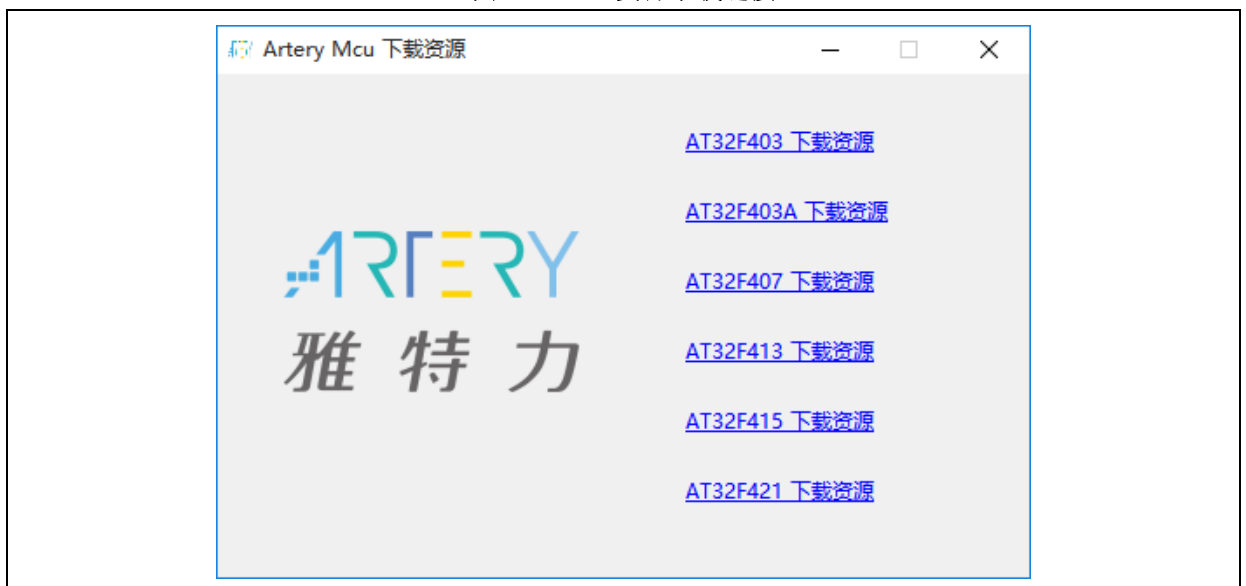 Artery Mcu 下载资源
AT32F403 下载资源
AT32F403A 下载资源
AT32F407 下载资源
ARTERY
雅特力
AT32F413 下载资源
AT32F415 下载资源
AT32F421 下载资源